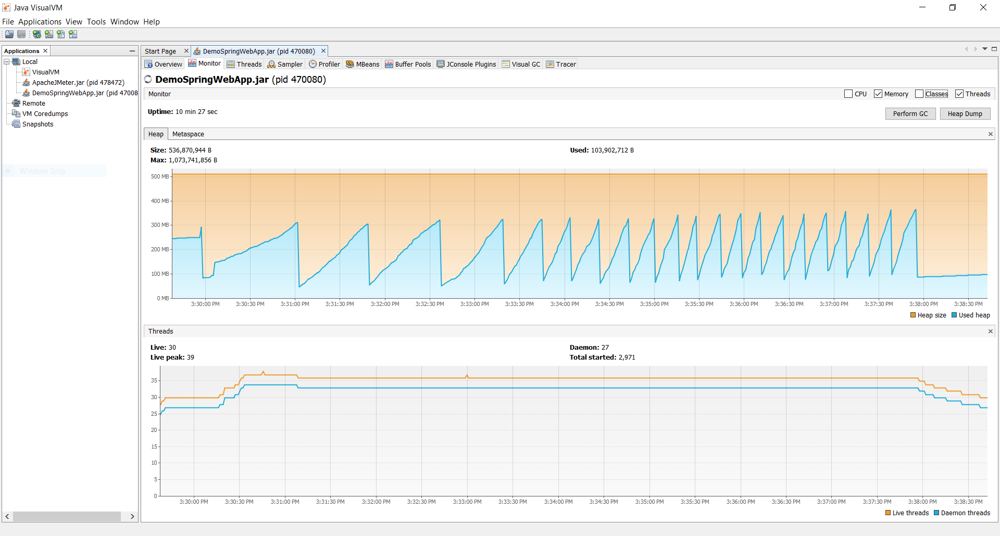 Java VisualVM
File Applications View Tools Window Help
Applications
Start Page DemoSpringWebApp.jar (pid 470080)
Local
VisualVM
ApacheJMeter.jar (pid 478472)
DemoSpringWebApp.jar (pid 47008
Remote
VM Coredumps
Snapshots
Window Snip
Overview Monitor Threads Sampler Profiler MBeans Buffer Pools JConsole Plugins Visual GC Tracer
DemoSpringWebApp.jar (pid 470080)
Monitor CPU Memory Classes Threads
Uptime: 10 min 27 sec
Perform GC Heap Dump
Heap Metaspace
Size: 536,870,944 B Used: 103,902,712 B
Max: 1,073,741,856 B
500 MB
400 MB
300 MB
200 MB
100 MB
0 MB
3:30:00 PM 3:30:30 PM 3:31:00 PM 3:31:30 PM 3:32:00 PM 3:32:30 PM 3:33:00 PM 3:33:30 PM 3:34:00 PM 3:34:30 PM 3:35:00 PM 3:35:30 PM 3:36:00 PM 3:36:30 PM 3:37:00 PM 3:37:30 PM 3:38:00 PM 3:38:30 PM
Heap size Used heap
Threads
Live: 30 Daemon: 27
Live peak: 39 Total started: 2,971
35
30
25
20
15
10
5
0
3:30:00 PM 3:30:30 PM 3:31:00 PM 3:31:30 PM 3:32:00 PM 3:32:30 PM 3:33:00 PM 3:33:30 PM 3:34:00 PM 3:34:30 PM 3:35:00 PM 3:35:30 PM 3:36:00 PM 3:36:30 PM 3:37:00 PM 3:37:30 PM 3:38:00 PM 3:38:30 PM
Live threads Daemon threads